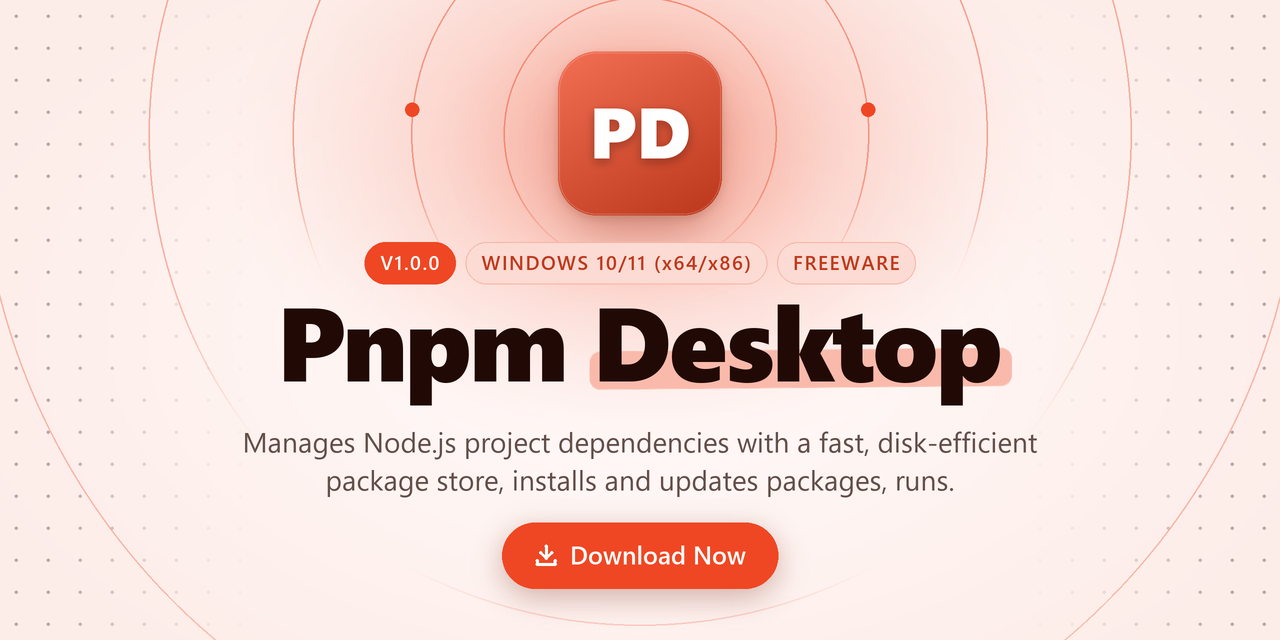 PD
V1.0.0
WINDOWS 10/11 (x64/x86)
FREEWARE
Pnpm Desktop
Manages Node.js project dependencies with a fast, disk-efficient
package store, installs and updates packages, runs.
Download Now